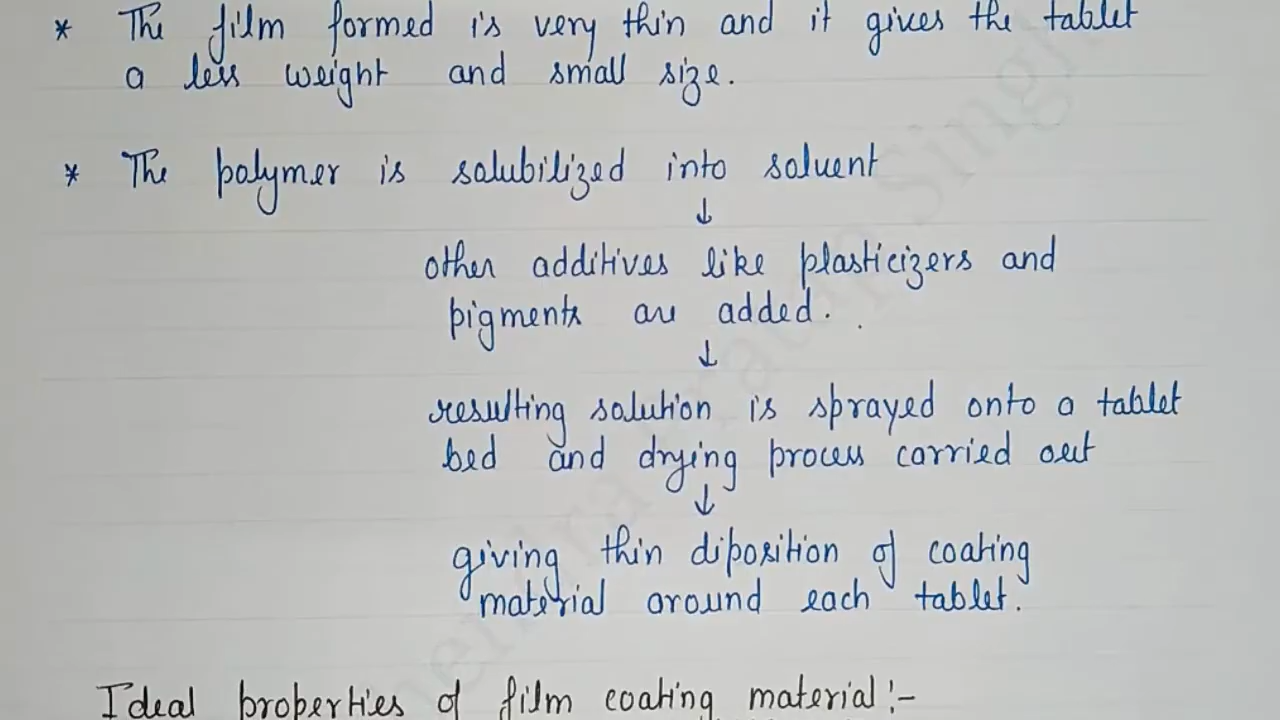 * The film formed is very thin and it gives the tablet
a less weight and small size.
* The polymer is solubilized into solvent
↓
other additives like plasticizers and
pigments are added.
↓
resulting solution is sprayed onto a tablet
bed and drying process carried out
↓
giving thin diposition of coating
material around each tablet.
Ideal properties of film coating material:-